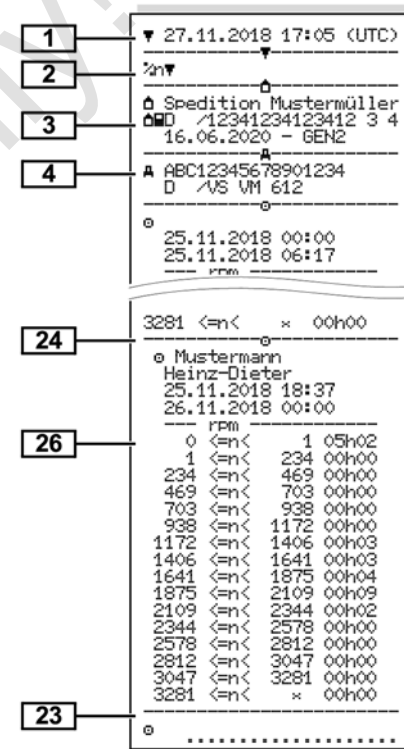 1
▼ 27.11.2018 17:05 (UTC)
2
%n▼
3
Spedition Mustermüller
D /12341234123412 3 4
16.06.2020 - GEN2
4
A ABC12345678901234
D /VS VM 612
25.11.2018 00:00
25.11.2018 06:17
--- rpm ---
3281 <=n< × 00h00
24
Mustermann
Heinz-Dieter
25.11.2018 18:37
26.11.2018 00:00
26
--- rpm ---
0 <=n< 1 05h02
1 <=n< 234 00h00
234 <=n< 469 00h00
469 <=n< 703 00h00
703 <=n< 938 00h00
938 <=n< 1172 00h00
1172 <=n< 1406 00h03
1406 <=n< 1641 00h03
1641 <=n< 1875 00h04
1875 <=n< 2109 00h09
2109 <=n< 2344 00h02
2344 <=n< 2578 00h00
2578 <=n< 2812 00h00
2812 <=n< 3047 00h00
3047 <=n< 3281 00h00
3281 <=n< × 00h00
23
...................